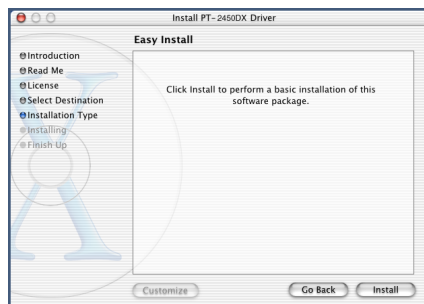 Install PT-2450DX Driver
Easy Install
Introduction
Read Me
License
Select Destination
Installation Type
Installing
Finish Up
Click Install to perform a basic installation of this
software package.
Customize
Go Back
Install